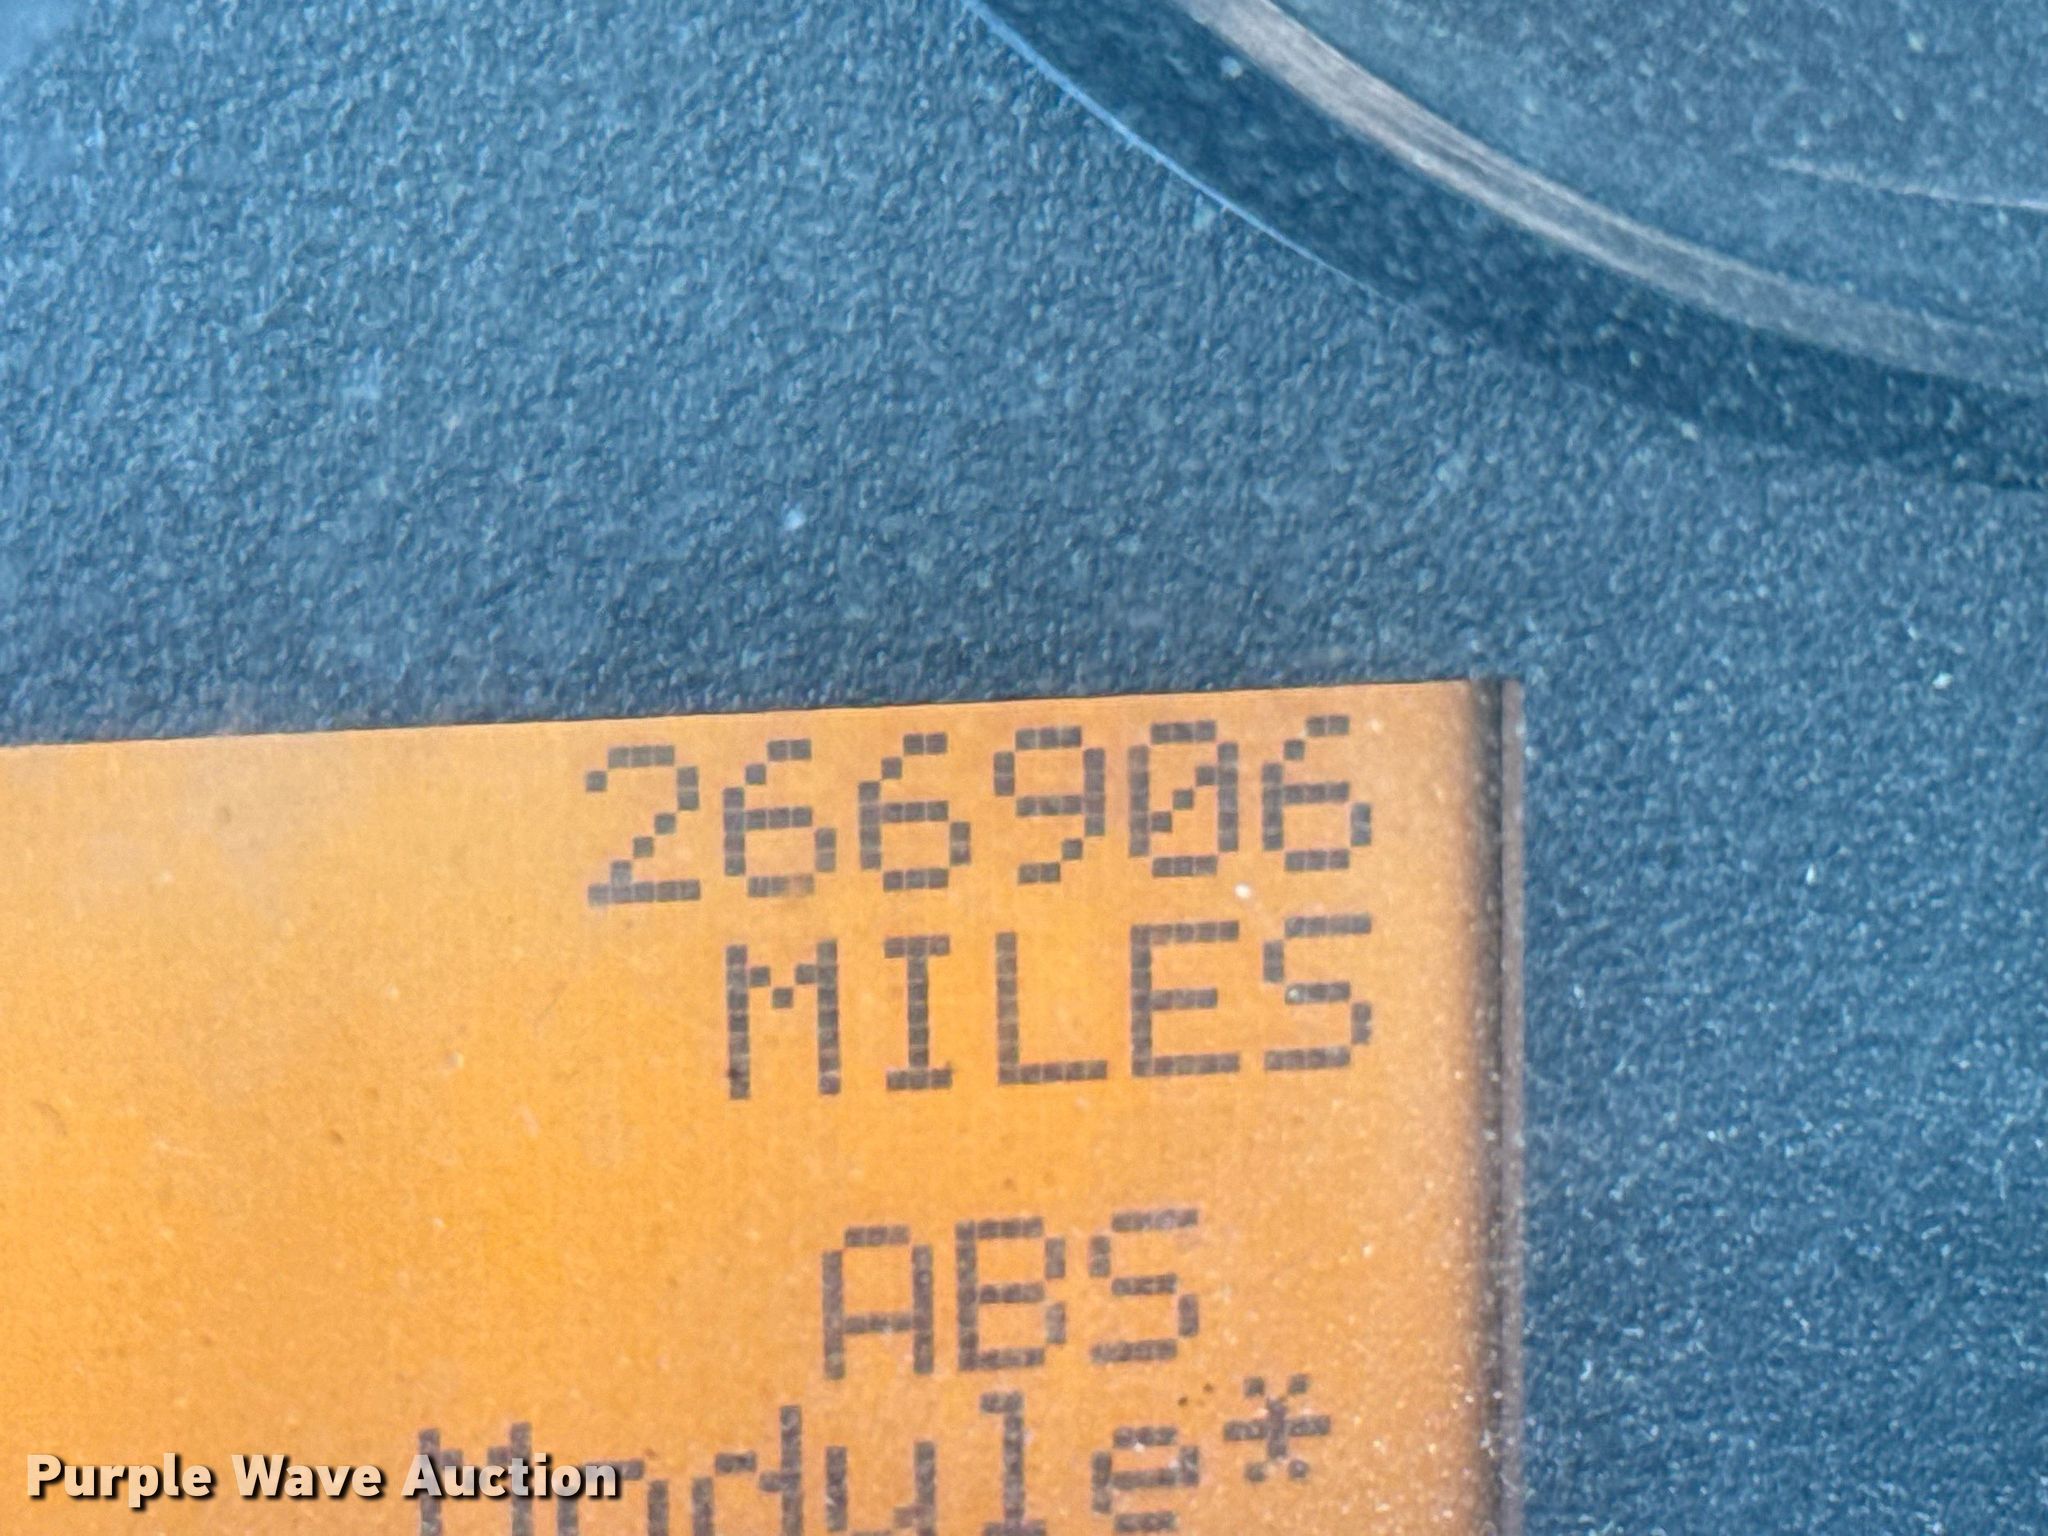 266906
MILES
ABS
Module*
Purple Wave Auction